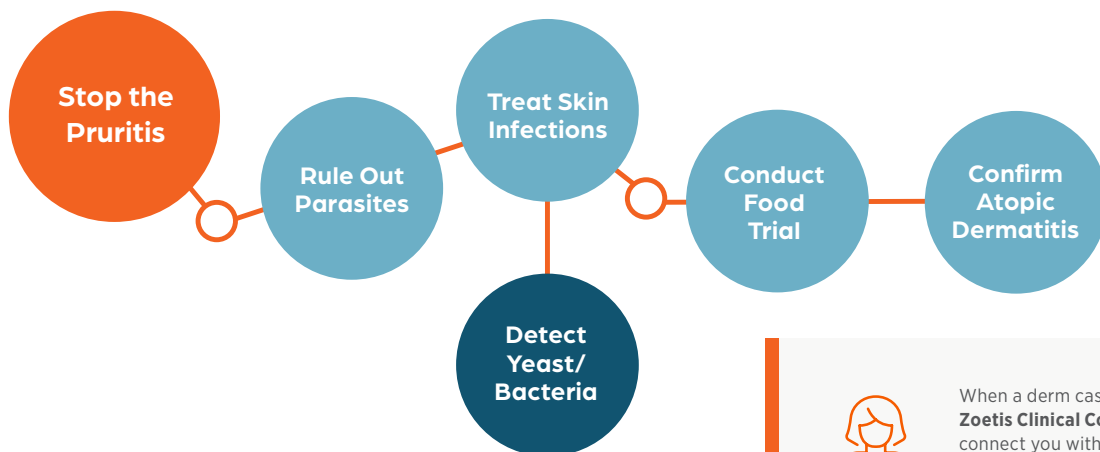 Stop the
Pruritis
Rule Out
Parasites
Treat Skin
Infections
Detect
Yeast/
Bacteria
Conduct
Food
Trial
Confirm
Atopic
Dermatitis
When a derm cas
Zoetis Clinical Co
connect you with